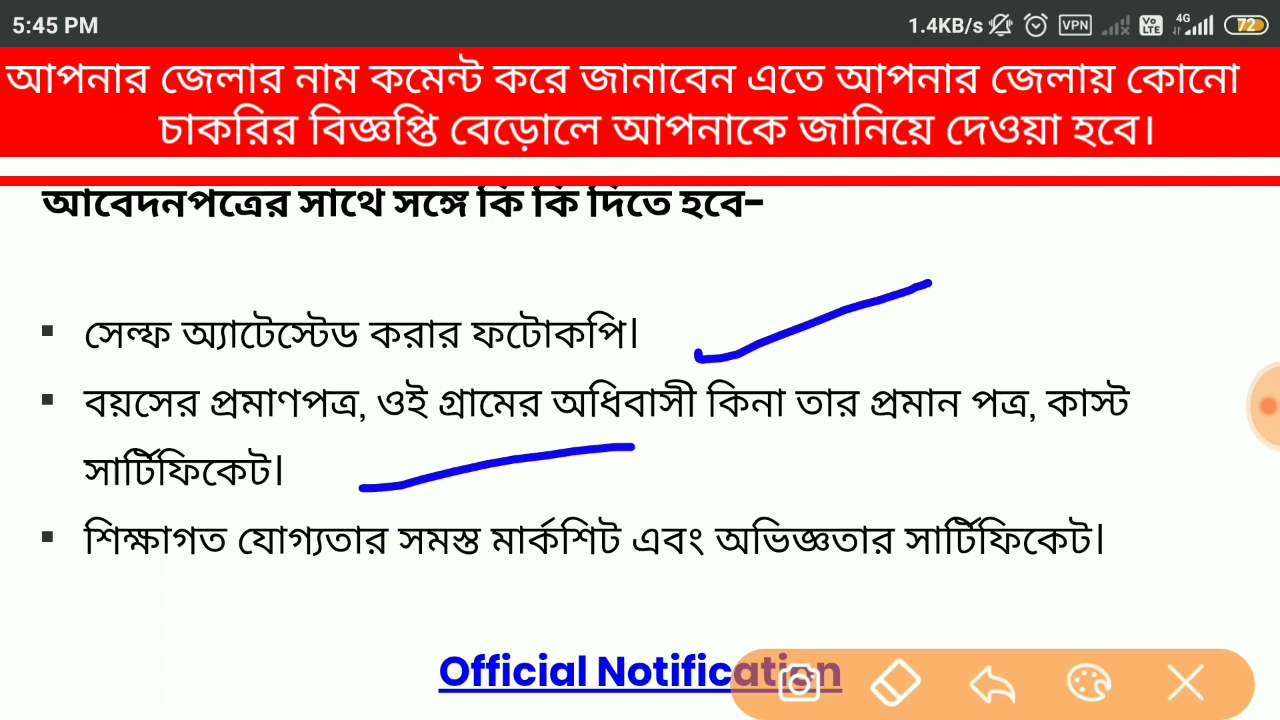 5:45 PM
1.4KB/s VPN Vo LTE 4G 72
আপনার জেলার নাম কমেন্ট করে জানাবেন এতে আপনার জেলায় কোনো
চাকরির বিজ্ঞপ্তি বেড়োলে আপনাকে জানিয়ে দেওয়া হবে।
আবেদনপত্রের সাথে সঙ্গে কি কি দিতে হবে–
▪ সেল্ফ অ্যাটেস্টেড করার ফটোকপি।
▪ বয়সের প্রমাণপত্র, ওই গ্রামের অধিবাসী কিনা তার প্রমান পত্র, কাস্ট
সার্টিফিকেট।
▪ শিক্ষাগত যোগ্যতার সমস্ত মার্কশিট এবং অভিজ্ঞতার সার্টিফিকেট।
Official Notification